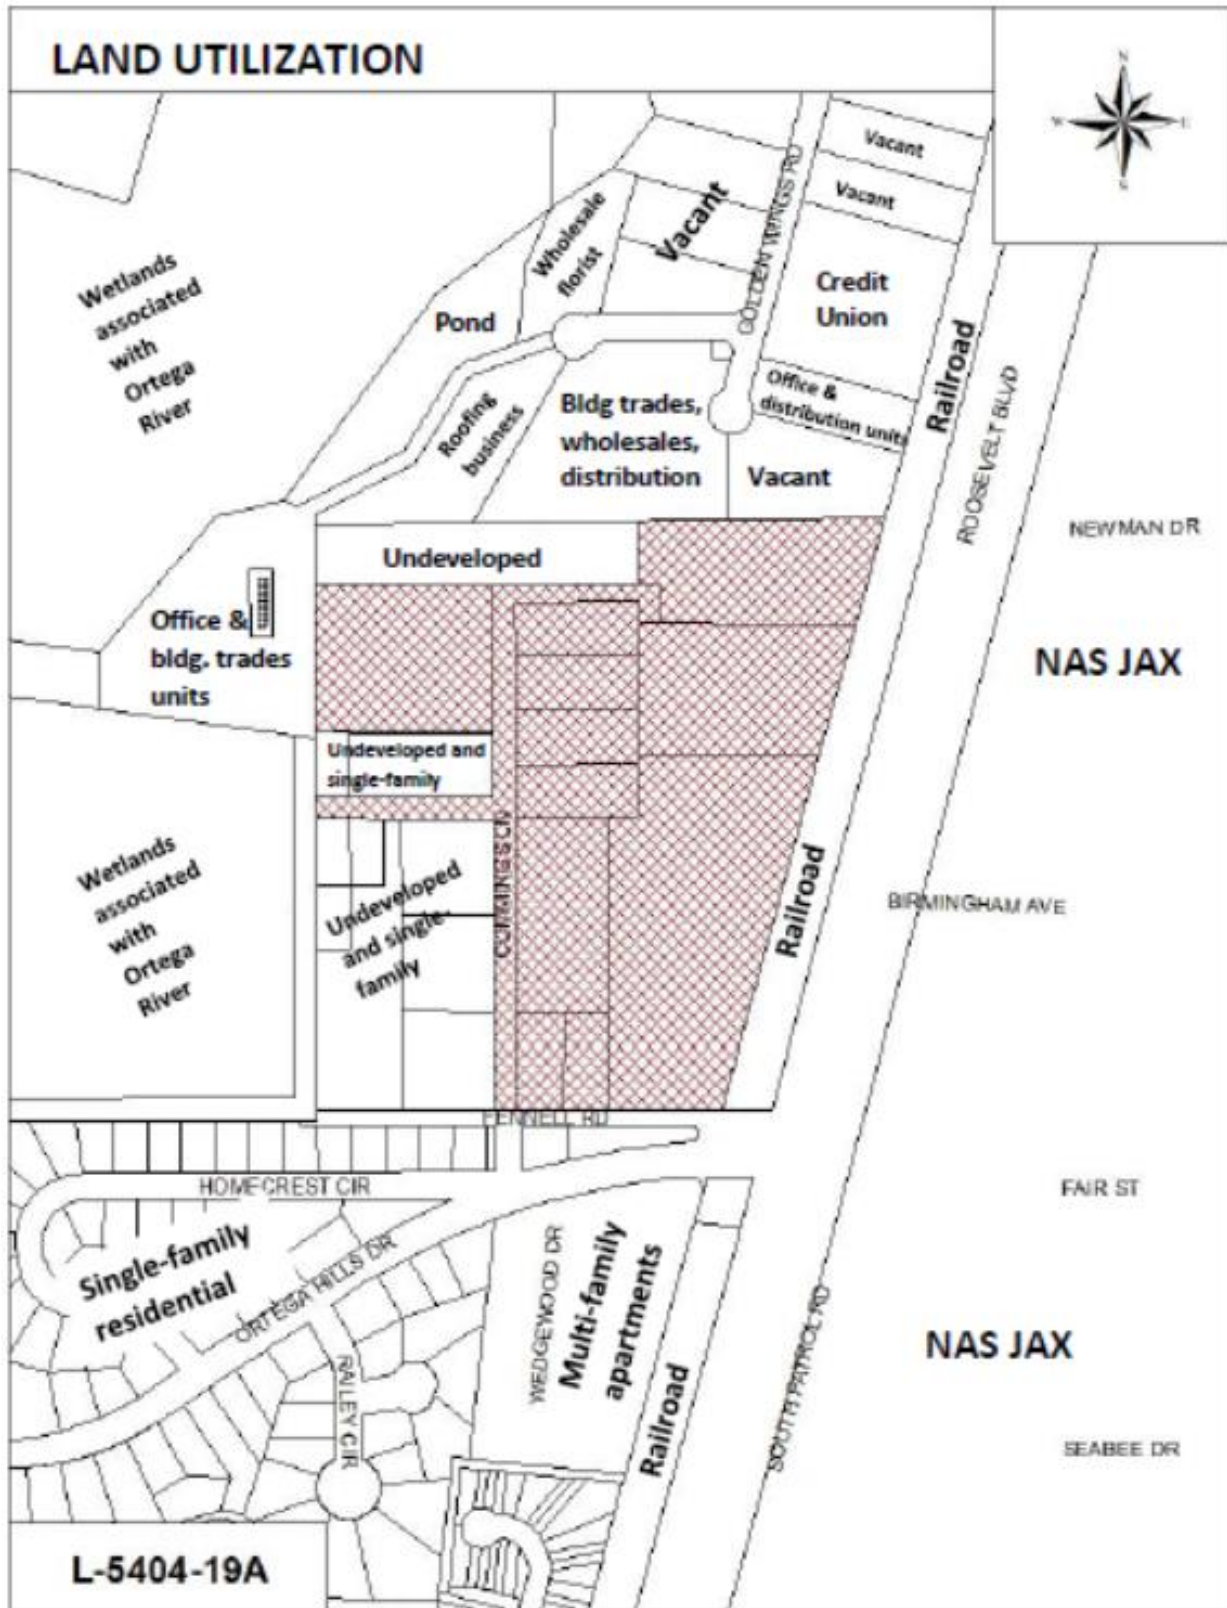 LAND UTILIZATION
N
W
E
S
Vacant
Vacant
GOLDEN WINGS RD
Vacant
Wholesale
florist
Wetlands
associated
with
Ortega
River
Credit
Union
Pond
Railroad
ROOSEVELT BLVD
Office &
distribution units
Roofing
business
Bldg trades,
wholesales,
distribution
Vacant
NEWMAN DR
Undeveloped
Office &
bldg. trades
units
NAS JAX
Undeveloped and
single-family
COMMINGS CN
Wetlands
associated
with
Ortega
River
Undeveloped
and single-
family
Railroad
BIRMINGHAM AVE
FENNELL RD
HOMECREST CIR
FAIR ST
Single-family
residential
ORTEGA HILLS DR
WEDGEWOOD DR
Multi-family
apartments
SOUTH PATROL RD
NAS JAX
RAILEY CIR
Railroad
SEABEE DR
L-5404-19A